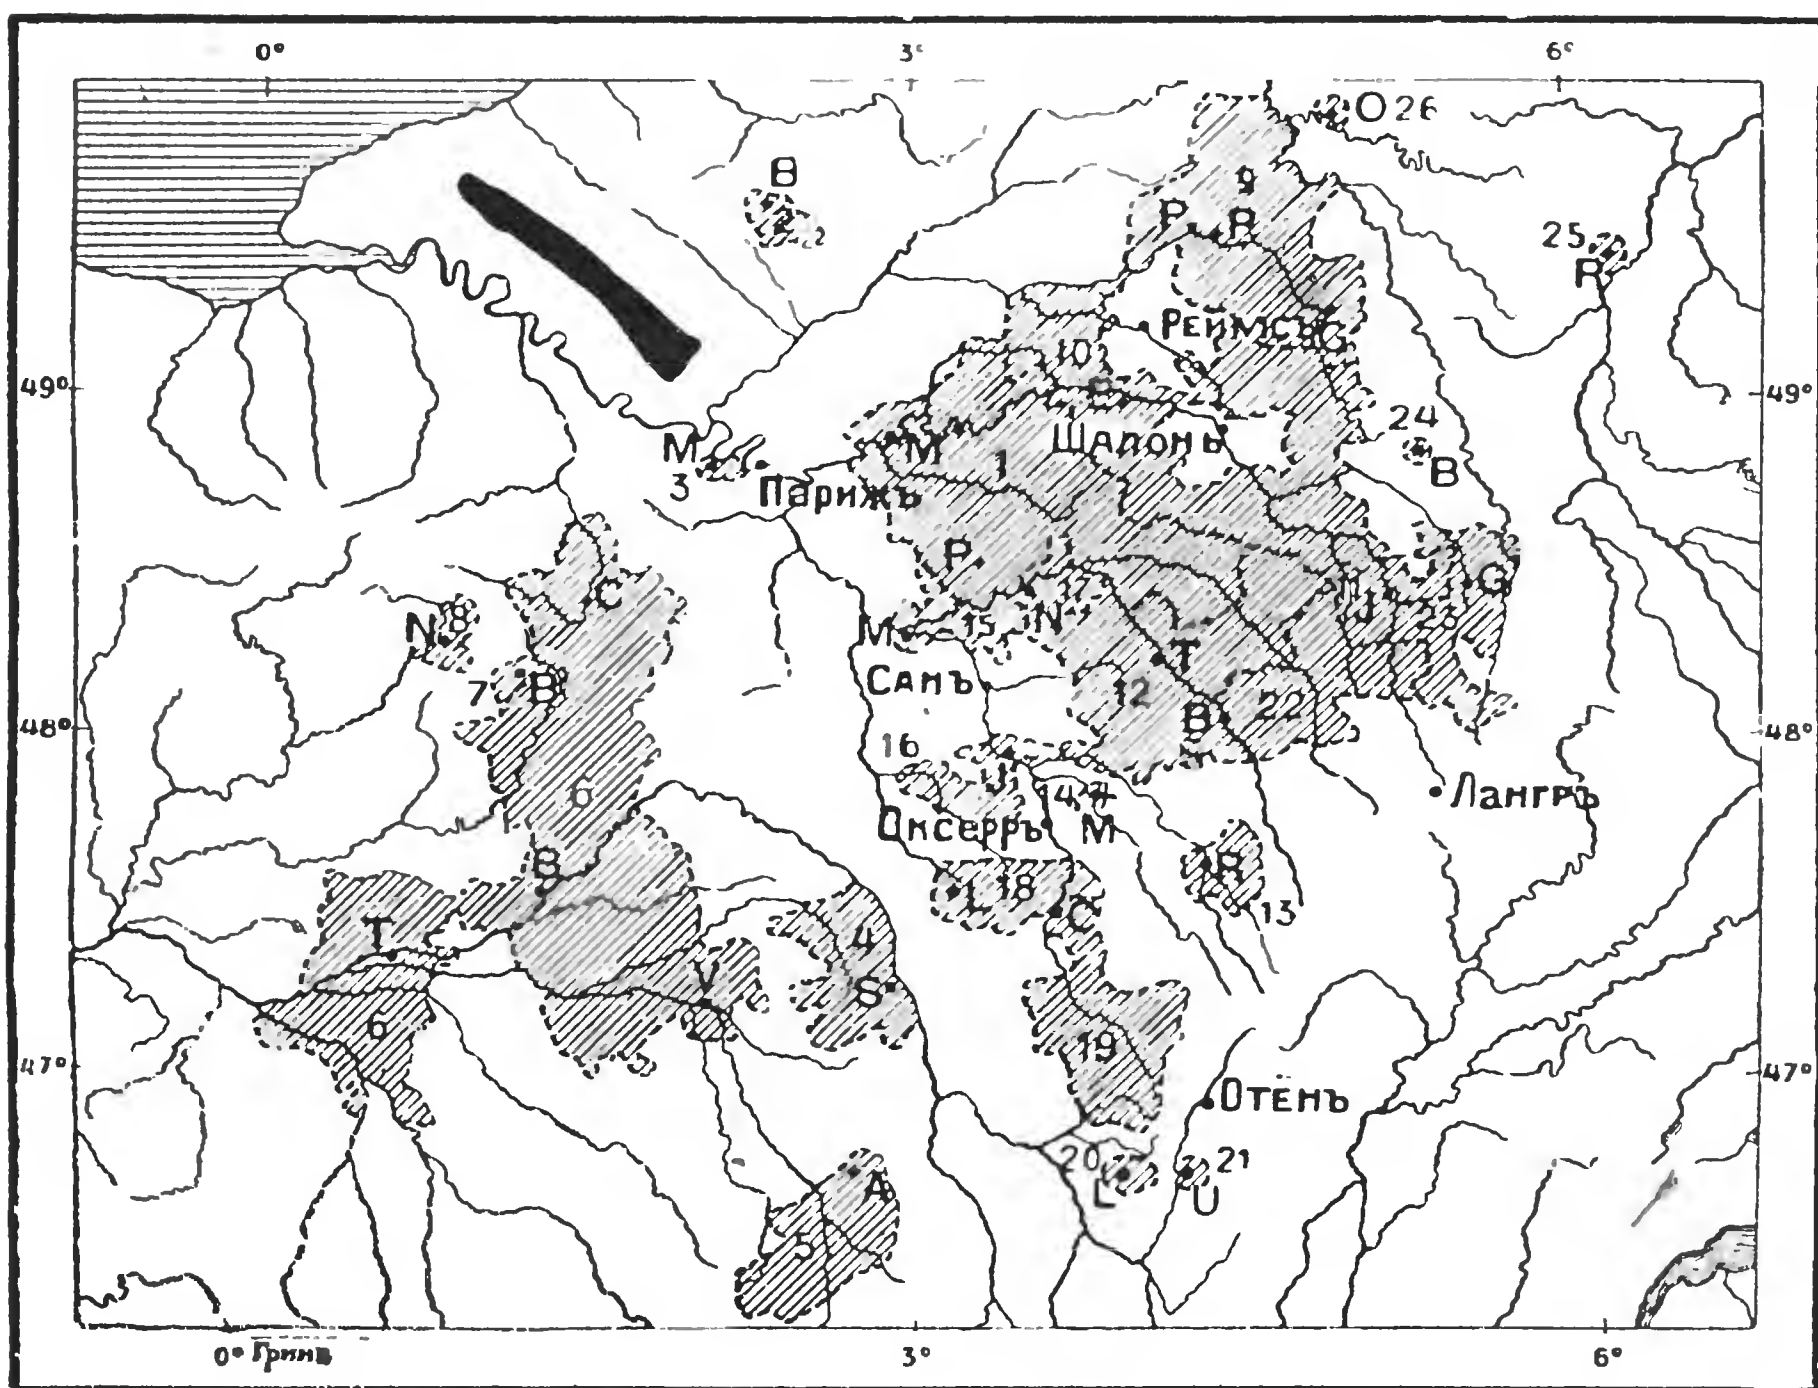 0° 3° 6°
О 26
В
9
Р R
25
R
Реймсъ G
10
49° 49°
24
М М Шалонъ
1
3 В
Парижъ
Р G
С
N 8 J
М 15 N 23
Т
7 В Санъ 12
48° В 22 48°
16
6 J
14 Лангръ
Оксерръ М
В R
L 18 13
Т С
4
V S
6
19
47° 47°
Отёнъ
20 21
А L U
5
0° Гринв 3° 6°